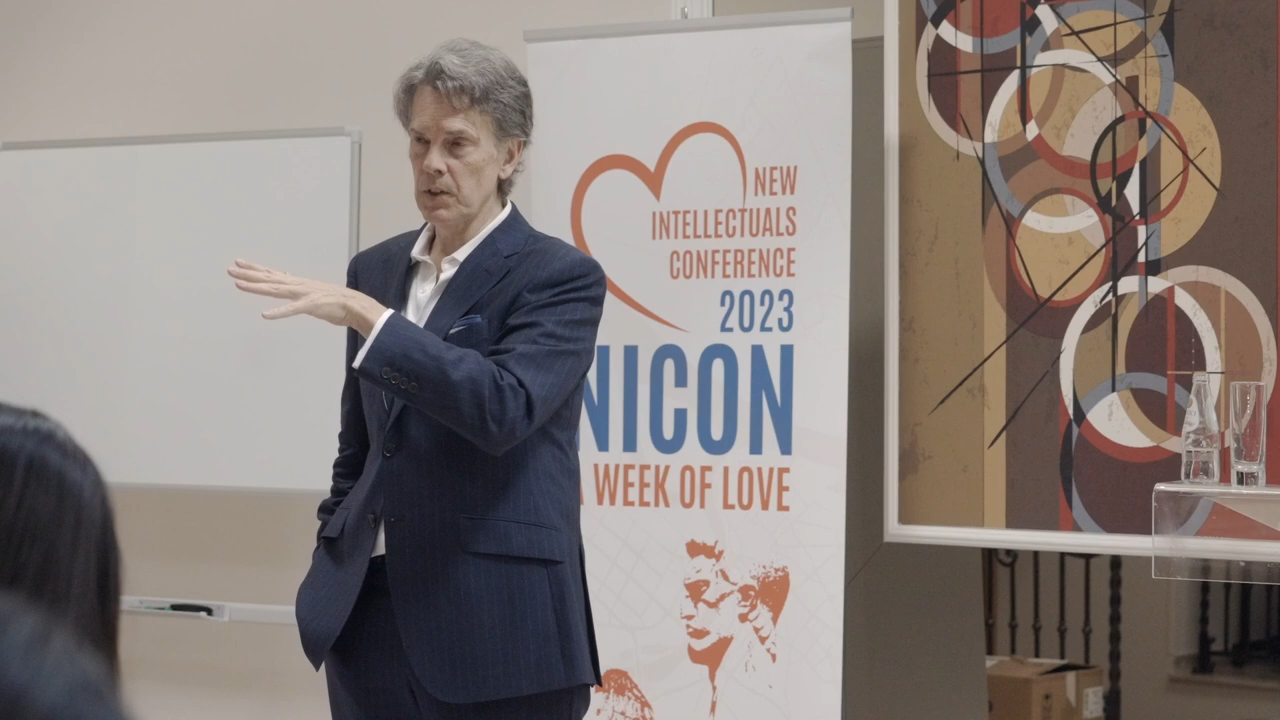 NEW
INTELLECTUALS
CONFERENCE
2023
NICON
A WEEK OF LOVE